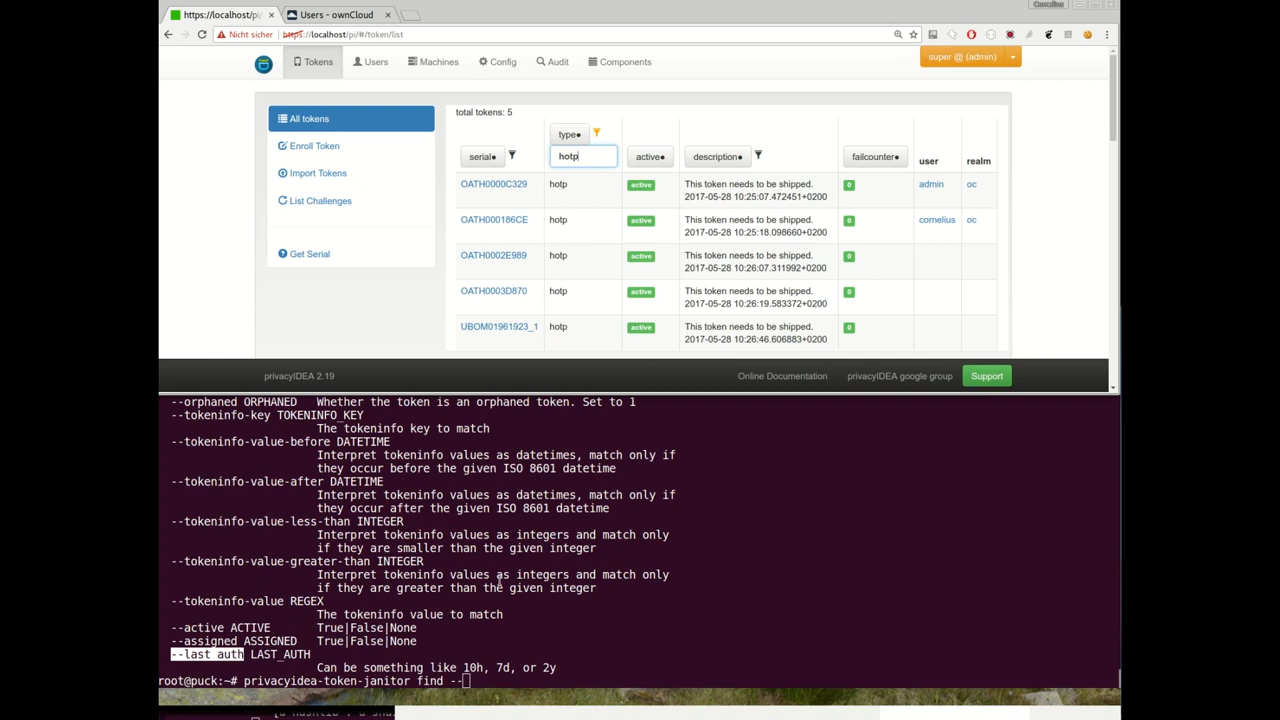 Cornelius
https://localhost/pi/
Users - ownCloud
Nicht sicher https://localhost/pi/#/token/list
Tokens Users Machines Config Audit Components super @ (admin)
All tokens
Enroll Token
Import Tokens
List Challenges
Get Serial
total tokens: 5
serial type active description failcounter user realm
hotp
OATH0000C329 hotp active This token needs to be shipped. 0 admin oc
2017-05-28 10:25:07.472451+0200
OATH000186CE hotp active This token needs to be shipped. 0 cornelius oc
2017-05-28 10:25:18.098660+0200
OATH0002E989 hotp active This token needs to be shipped. 0
2017-05-28 10:26:07.311992+0200
OATH0003D870 hotp active This token needs to be shipped. 0
2017-05-28 10:26:19.583372+0200
UBOM01961923_1 hotp active This token needs to be shipped. 0
2017-05-28 10:26:46.606883+0200
privacyIDEA 2.19 Online Documentation privacyIDEA google group Support
--orphaned ORPHANED Whether the token is an orphaned token. Set to 1
--tokeninfo-key TOKENINFO_KEY
The tokeninfo key to match
--tokeninfo-value-before DATETIME
Interpret tokeninfo values as datetimes, match only if
they occur before the given ISO 8601 datetime
--tokeninfo-value-after DATETIME
Interpret tokeninfo values as datetimes, match only if
they occur after the given ISO 8601 datetime
--tokeninfo-value-less-than INTEGER
Interpret tokeninfo values as integers and match only
if they are smaller than the given integer
--tokeninfo-value-greater-than INTEGER
Interpret tokeninfo values as integers and match only
if they are greater than the given integer
--tokeninfo-value REGEX
The tokeninfo value to match
--active ACTIVE True|False|None
--assigned ASSIGNED True|False|None
--last_auth LAST_AUTH
Can be something like 10h, 7d, or 2y
root@puck:~# privacyidea-token-janitor find --